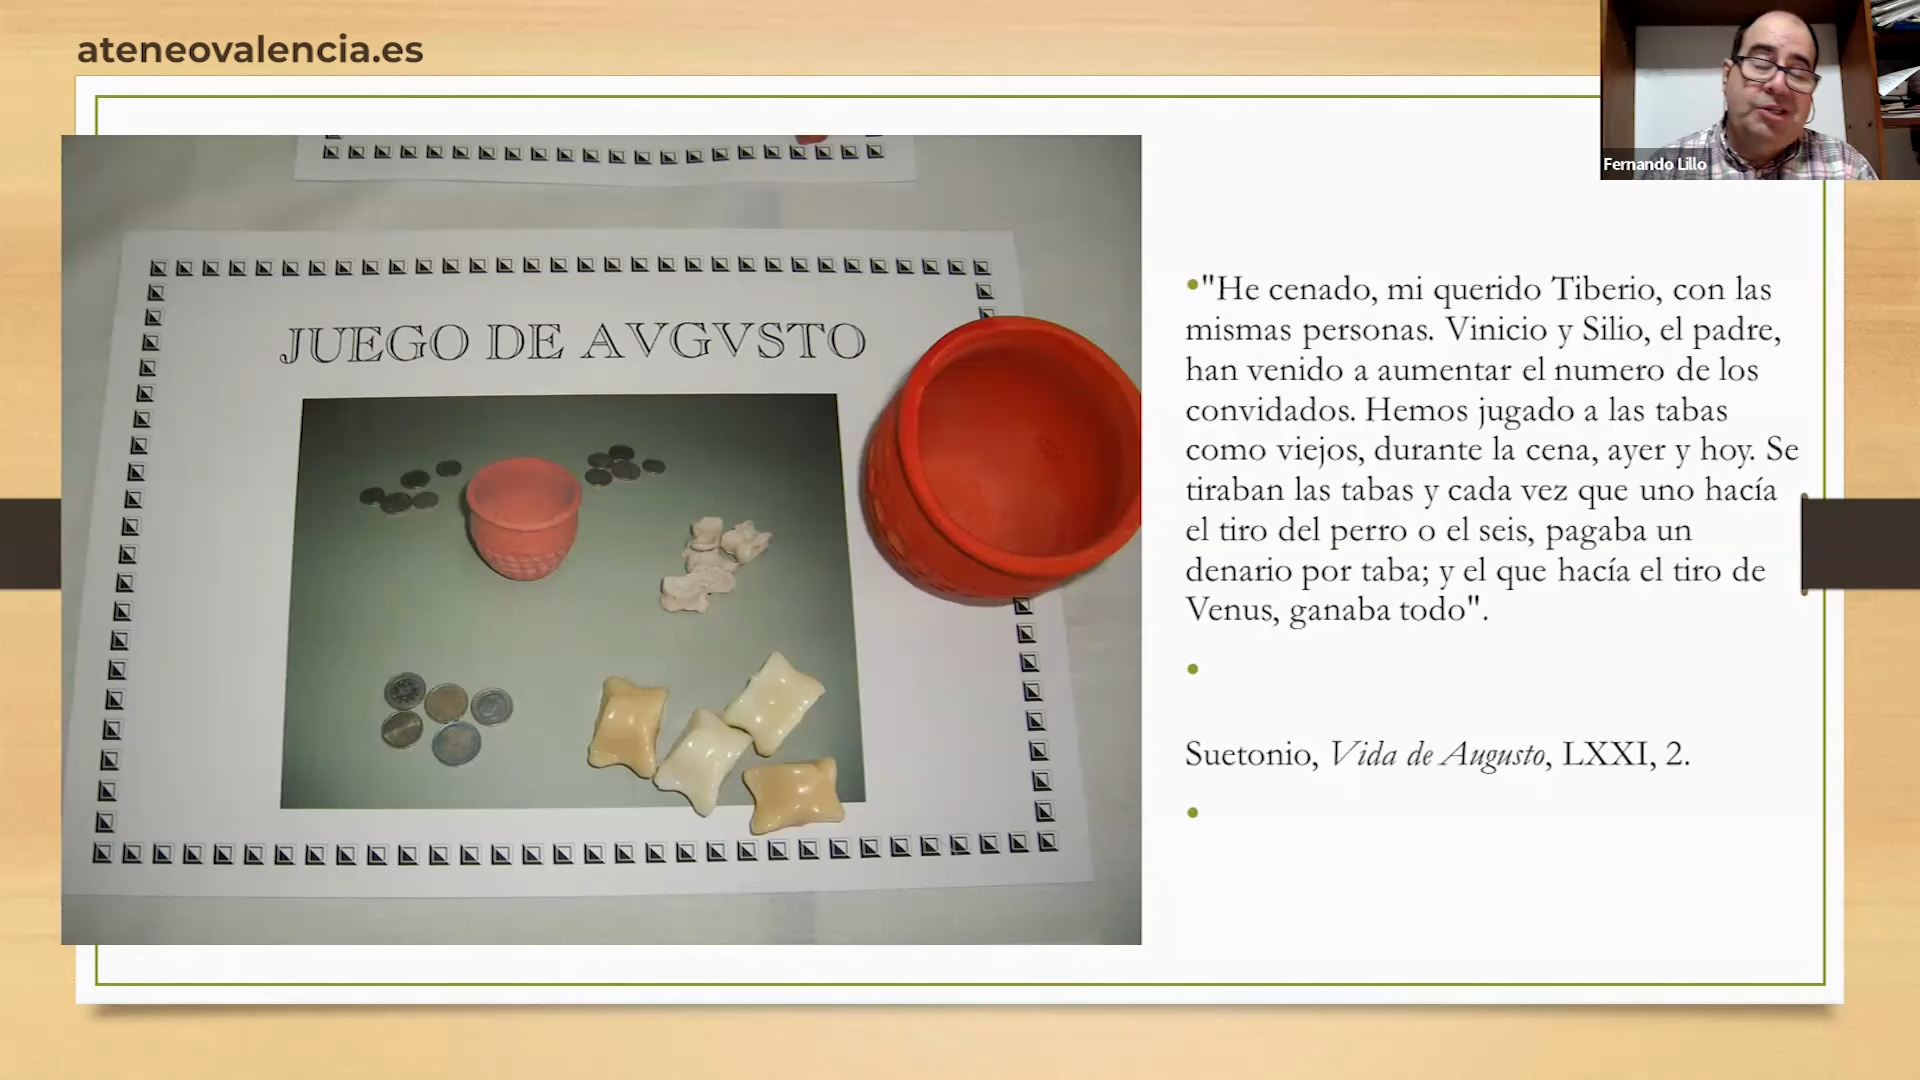 ateneovalencia.es
Fernando Lillo
JUEGO DE AVGVSTO
•"He cenado, mi querido Tiberio, con las
mismas personas. Vinicio y Silio, el padre,
han venido a aumentar el numero de los
convidados. Hemos jugado a las tabas
como viejos, durante la cena, ayer y hoy. Se
tiraban las tabas y cada vez que uno hacía
el tiro del perro o el seis, pagaba un
denario por taba; y el que hacía el tiro de
Venus, ganaba todo".
Suetonio, Vida de Augusto, LXXI, 2.